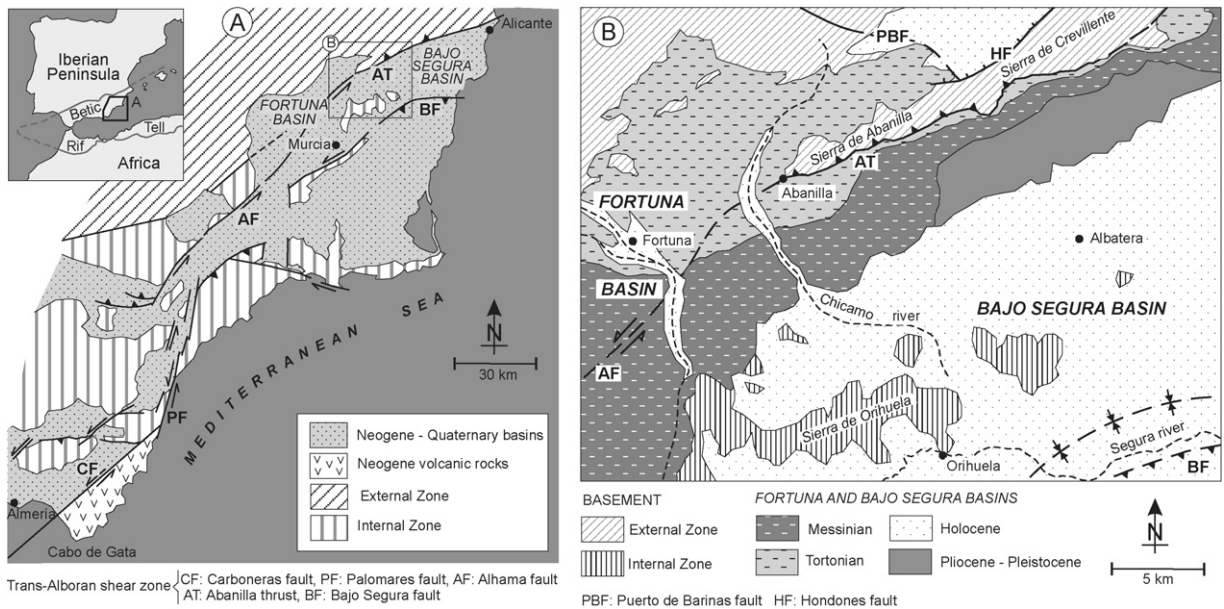 A
Iberian
Peninsula
Betic
A
Rif
Tell
Africa
Alicante
B
AT
BAJO
SEGURA
BASIN
FORTUNA
BASIN
BF
Murcia
AF
MEDITERRANEAN SEA
N
30 km
PF
CF
Almería
Cabo de Gata
Neogene - Quaternary basins
Neogene volcanic rocks
External Zone
Internal Zone
Trans-Alboran shear zone
CF: Carboneras fault, PF: Palomares fault, AF: Alhama fault
AT: Abanilla thrust, BF: Bajo Segura fault
B
PBF
HF
Sierra de Crevillente
Sierra de Abanilla
AT
Abanilla
FORTUNA
Fortuna
BASIN
Albatera
Chicamo river
BAJO SEGURA BASIN
AF
Sierra de Orihuela
Orihuela
Segura river
BF
BASEMENT
External Zone
Internal Zone
FORTUNA AND BAJO SEGURA BASINS
Messinian
Holocene
Tortonian
Pliocene - Pleistocene
N
5 km
PBF: Puerto de Barinas fault HF: Hondones fault